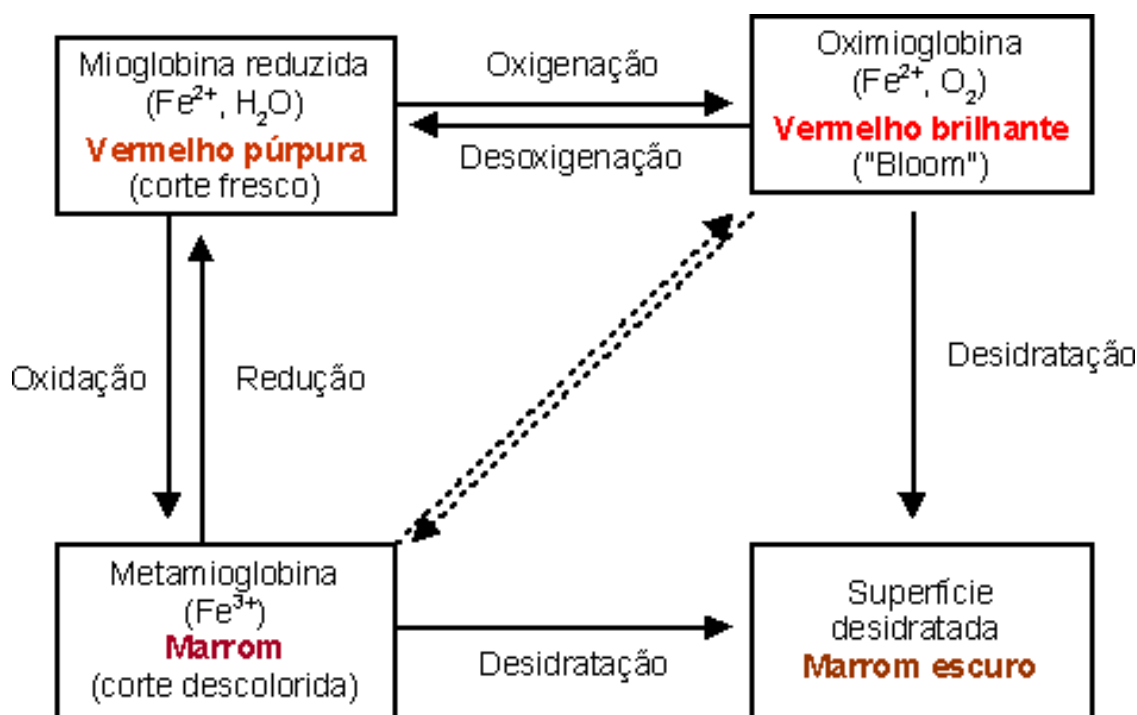 Mioglobina reduzida
(Fe²⁺, H₂O)
Vermelho púrpura
(corte fresco)
Oxigenação
Desoxigenação
Oximioglobina
(Fe²⁺, O₂)
Vermelho brilhante
("Bloom")
Oxidação
Redução
Desidratação
Metamioglobina
(Fe³⁺)
Marrom
(corte descolorida)
Desidratação
Superfície
desidratada
Marrom escuro